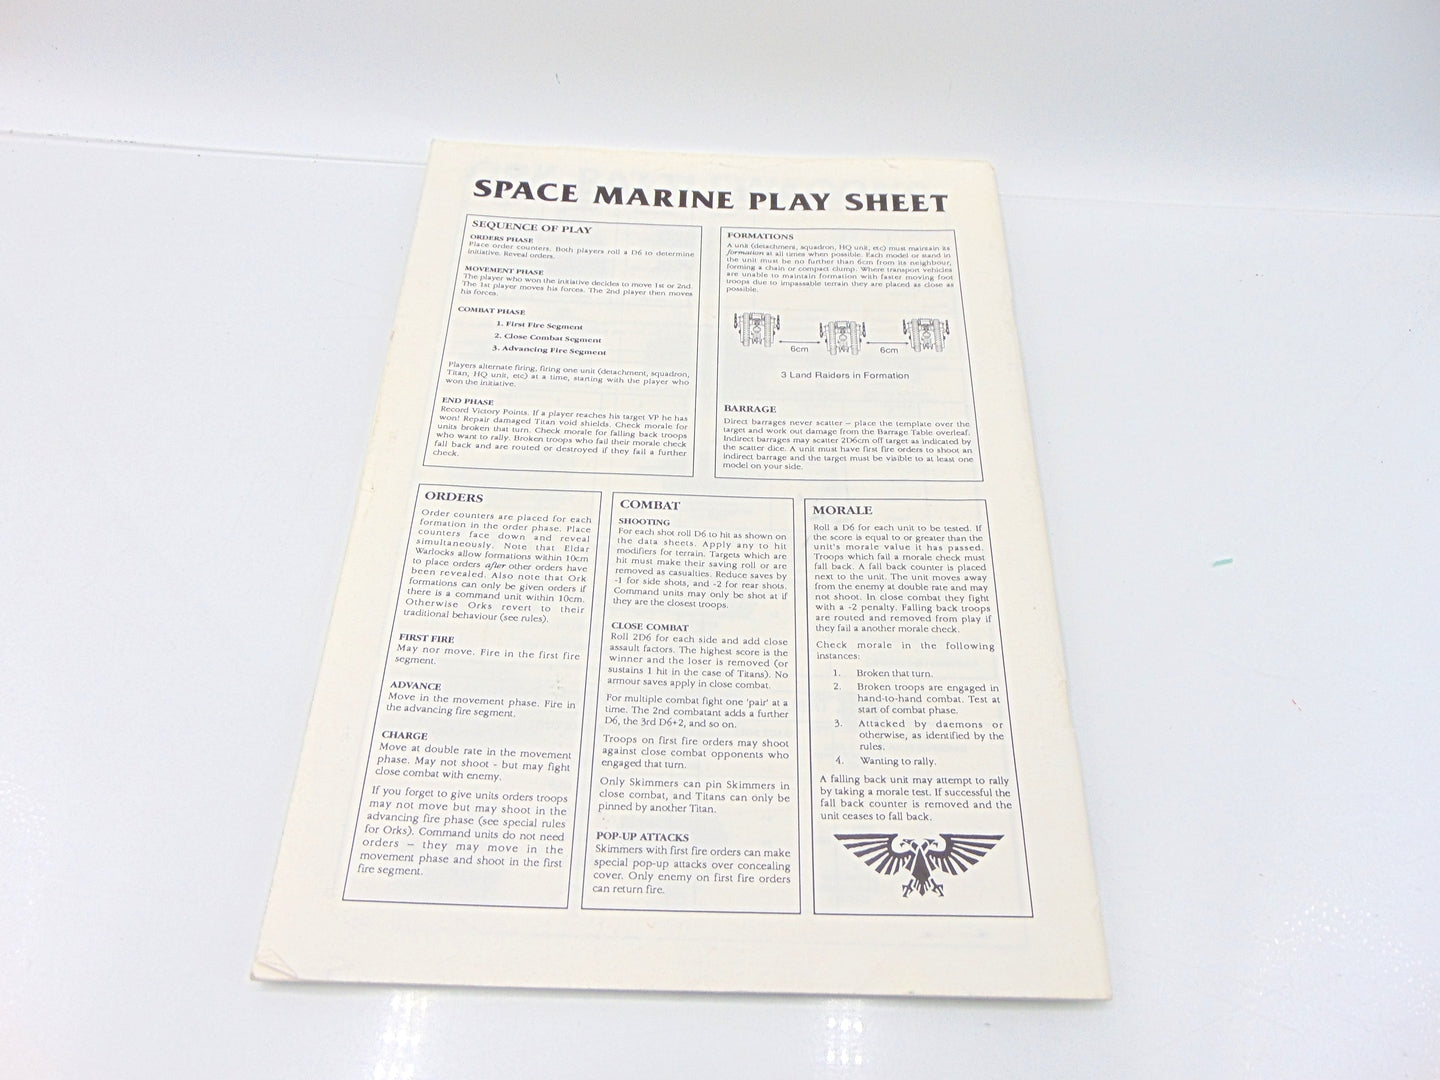 SPACE MARINE PLAY SHEET
SEQUENCE OF PLAY
ORDERS PHASE
Place order counters. Both players roll a D6 to determine
initiative. Reveal orders.
MOVEMENT PHASE
The player who won the initiative decides to move 1st or 2nd.
The 1st player moves his forces. The 2nd player then moves
his forces.
COMBAT PHASE
1. First Fire Segment
2. Close Combat Segment
3. Advancing Fire Segment
Players alternate firing, firing one unit (detachment, squadron,
Titan, HQ unit, etc) at a time, starting with the player who
won the initiative.
END PHASE
Record Victory Points. If a player reaches his target VP he has
won! Repair damaged Titan void shields. Check morale for
units broken that turn. Check morale for falling back troops
who want to rally. Broken troops who fail their morale check
fall back and are routed or destroyed if they fail a further
check.
FORMATIONS
A unit (detachment, squadron, HQ unit, etc) must maintain its
formation at all times when possible. Each model or stand in
the unit must be no further than 6cm from its neighbour,
forming a chain or compact clump. Where transport vehicles
are unable to maintain formation with faster moving foot
troops due to impassable terrain they are placed as close as
possible.
6cm 6cm
3 Land Raiders in Formation
BARRAGE
Direct barrages never scatter – place the template over the
target and work out damage from the Barrage Table overleaf.
Indirect barrages may scatter 2D6cm off target as indicated by
the scatter dice. A unit must have first fire orders to shoot an
indirect barrage and the target must be visible to at least one
model on your side.
ORDERS
Order counters are placed for each
formation in the order phase. Place
counters face down and reveal
simultaneously. Note that Eldar
Warlocks allow formations within 10cm
to place orders after other orders have
been revealed. Also note that Ork
formations can only be given orders if
there is a command unit within 10cm.
Otherwise Orks revert to their
traditional behaviour (see rules).
FIRST FIRE
May nor move. Fire in the first fire
segment.
ADVANCE
Move in the movement phase. Fire in
the advancing fire segment.
CHARGE
Move at double rate in the movement
phase. May not shoot - but may fight
close combat with enemy.
If you forget to give units orders troops
may not move but may shoot in the
advancing fire phase (see special rules
for Orks). Command units do not need
orders – they may move in the
movement phase and shoot in the first
fire segment.
COMBAT
SHOOTING
For each shot roll D6 to hit as shown on
the data sheets. Apply any to hit
modifiers for terrain. Targets which are
hit must make their saving roll or are
removed as casualties. Reduce saves by
-1 for side shots, and -2 for rear shots.
Command units may only be shot at if
they are the closest troops.
CLOSE COMBAT
Roll 2D6 for each side and add close
assault factors. The highest score is the
winner and the loser is removed (or
sustains 1 hit in the case of Titans). No
armour saves apply in close combat.
For multiple combat fight one 'pair' at a
time. The 2nd combatant adds a further
D6, the 3rd D6+2, and so on.
Troops on first fire orders may shoot
against close combat opponents who
engaged that turn.
Only Skimmers can pin Skimmers in
close combat, and Titans can only be
pinned by another Titan.
POP-UP ATTACKS
Skimmers with first fire orders can make
special pop-up attacks over concealing
cover. Only enemy on first fire orders
can return fire.
MORALE
Roll a D6 for each unit to be tested. If
the score is equal to or greater than the
unit's morale value it has passed.
Troops which fail a morale check must
fall back. A fall back counter is placed
next to the unit. The unit moves away
from the enemy at double rate and may
not shoot. In close combat they fight
with a -2 penalty. Falling back troops
are routed and removed from play if
they fail a another morale check.
Check morale in the following
instances:
1. Broken that turn.
2. Broken troops are engaged in
hand-to-hand combat. Test at
start of combat phase.
3. Attacked by daemons or
otherwise, as identified by the
rules.
4. Wanting to rally.
A falling back unit may attempt to rally
by taking a morale test. If successful the
fall back counter is removed and the
unit ceases to fall back.